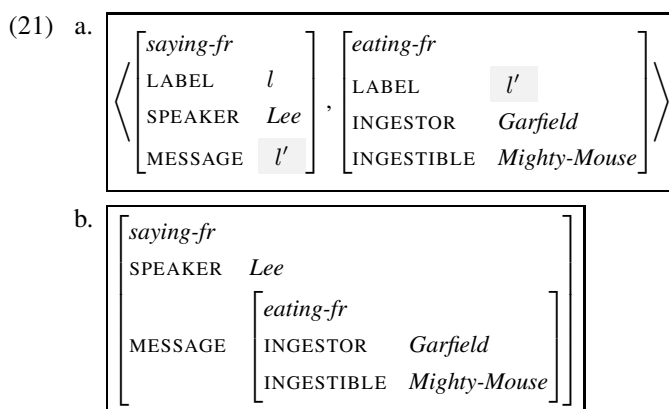 (21) a.
saying-fr eating-fr
LABEL l LABEL l′
SPEAKER Lee , INGESTOR Garfield
MESSAGE l′ INGESTIBLE Mighty-Mouse
b.
saying-fr
SPEAKER Lee
eating-fr
MESSAGE INGESTOR Garfield
INGESTIBLE Mighty-Mouse